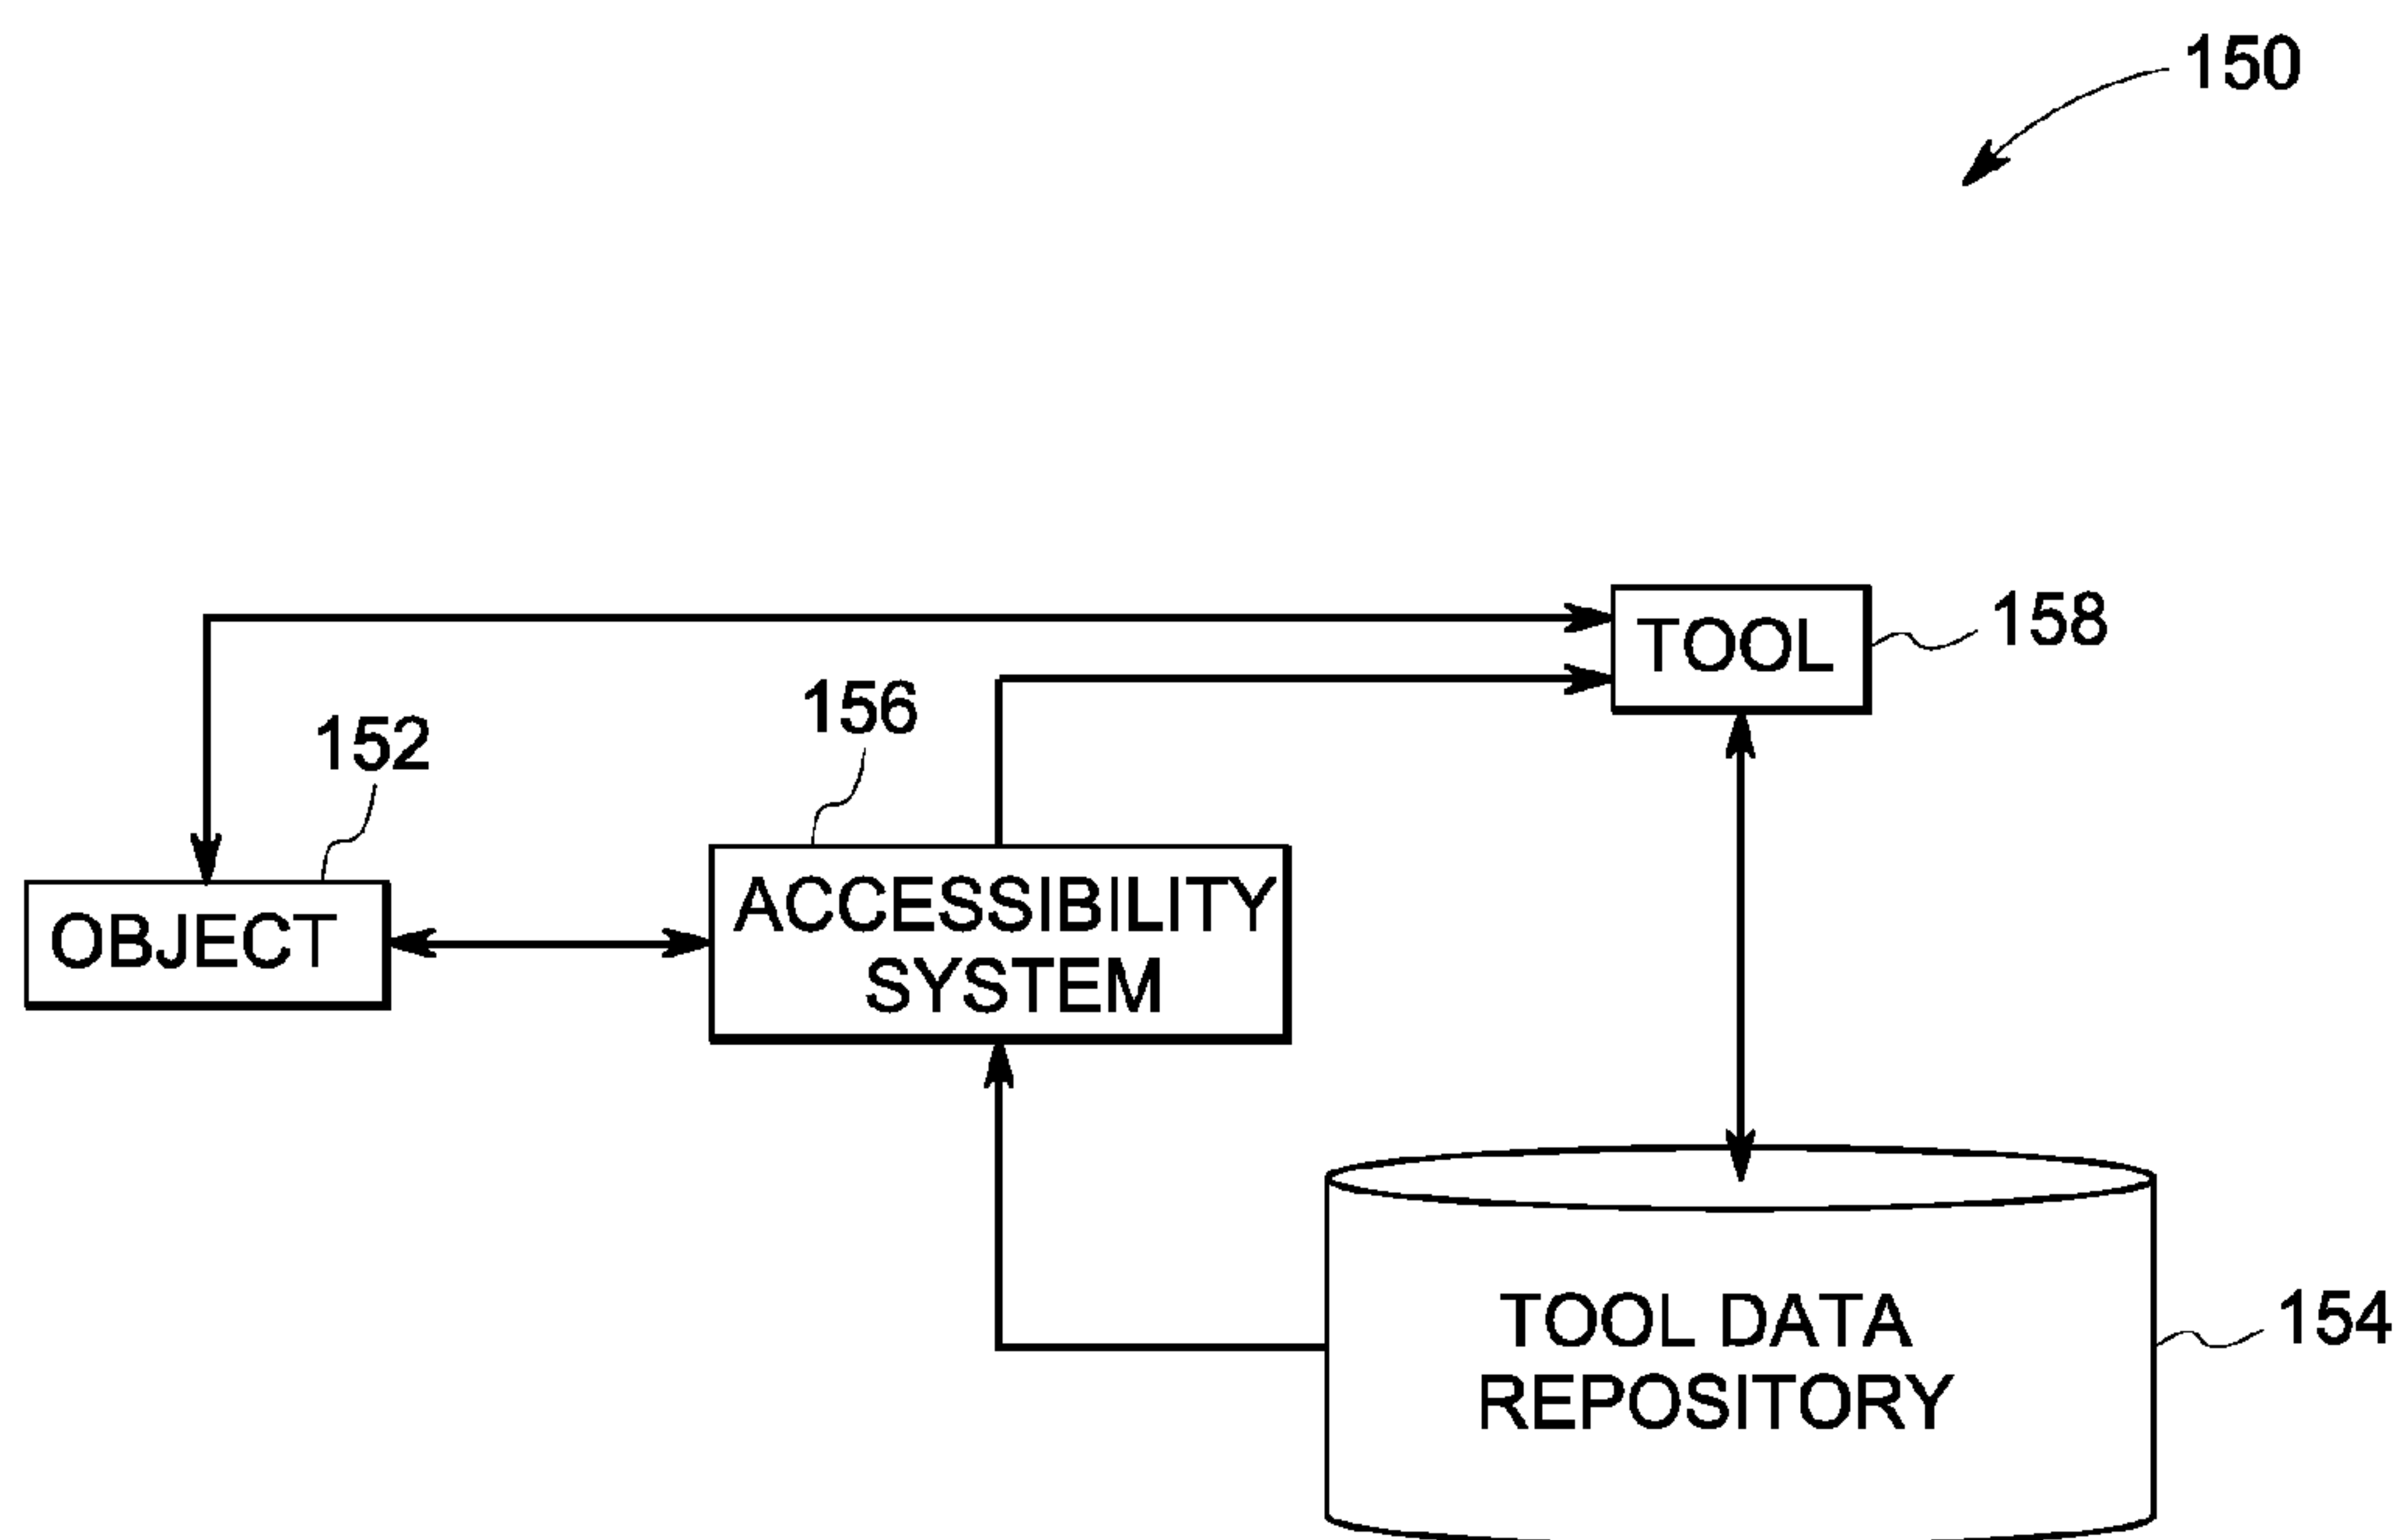 150
TOOL
158
156
152
ACCESSIBILITY
SYSTEM
OBJECT
TOOL DATA
REPOSITORY
154